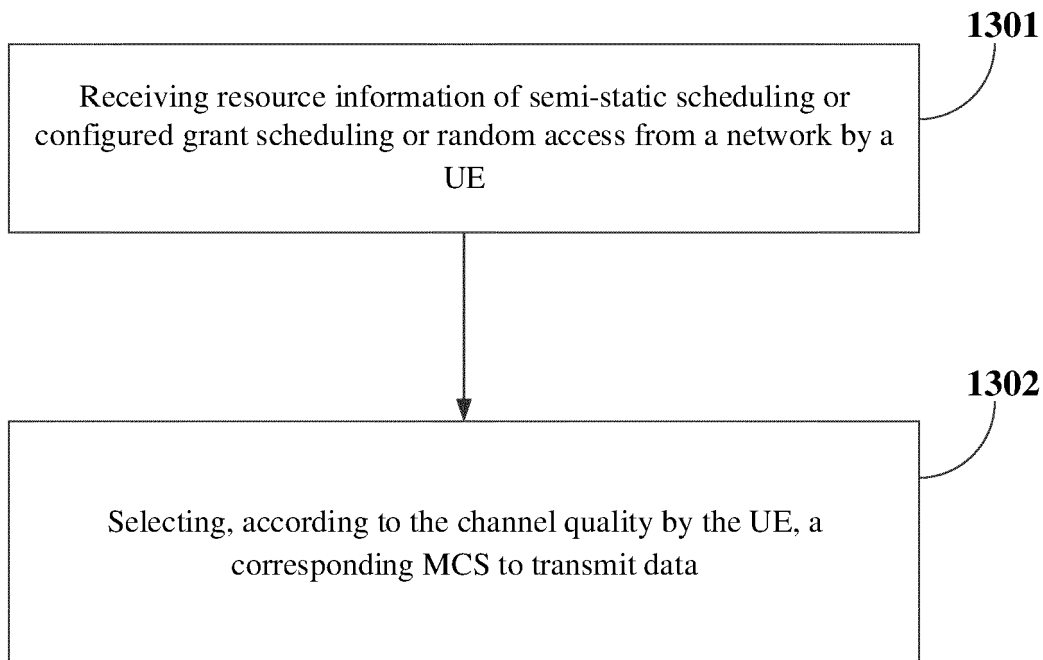 1301
Receiving resource information of semi-static scheduling or
configured grant scheduling or random access from a network by a
UE
1302
Selecting, according to the channel quality by the UE, a
corresponding MCS to transmit data